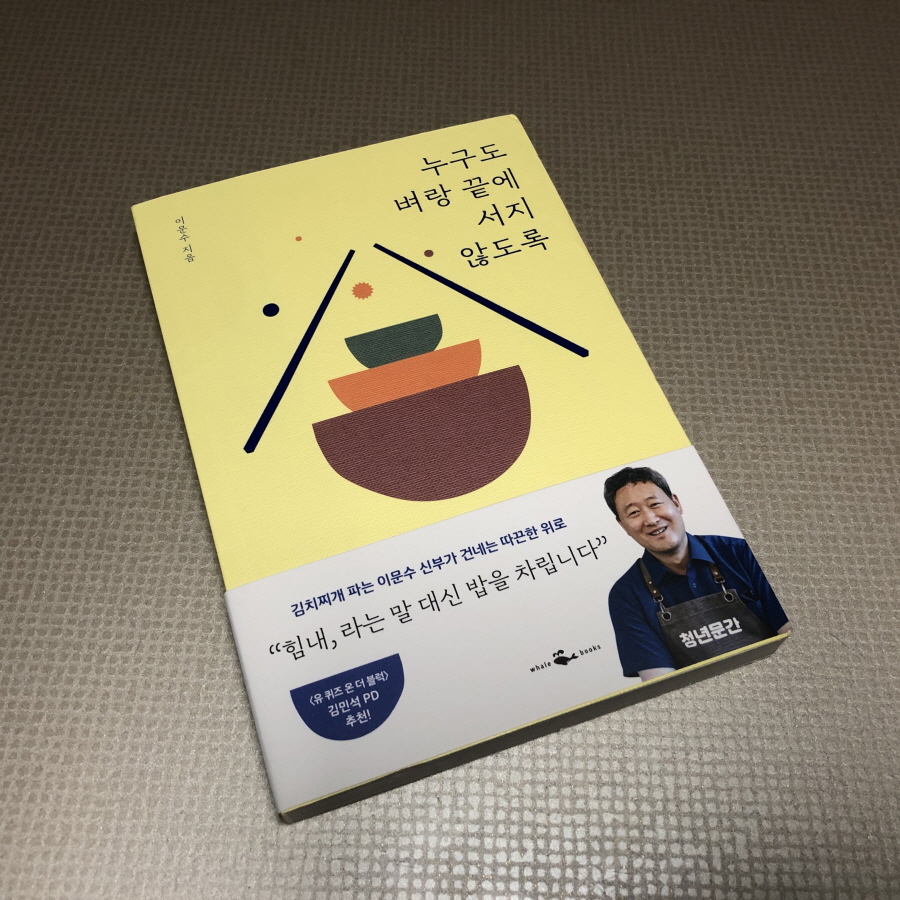 누구도
벼랑 끝에
서지
않도록
이문수 지음
김치찌개 파는 이문수 신부가 건네는 따끈한 위로
“힘내, 라는 말 대신 밥을 차립니다”
〈유 퀴즈 온 더 블럭〉
김민석 PD
추천!
whale books
청년문간